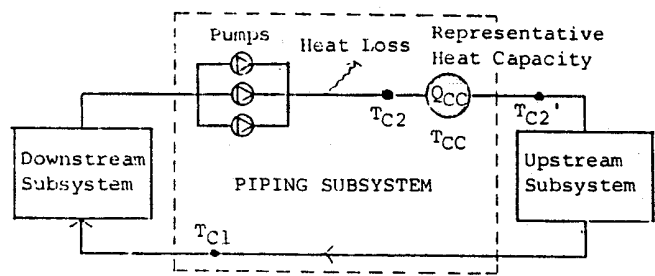 Pumps
Heat Loss
Representative
Heat Capacity
Q_CC
T_C2
T_C2'
T_CC
Downstream
Subsystem
PIPING SUBSYSTEM
Upstream
Subsystem
T_C1